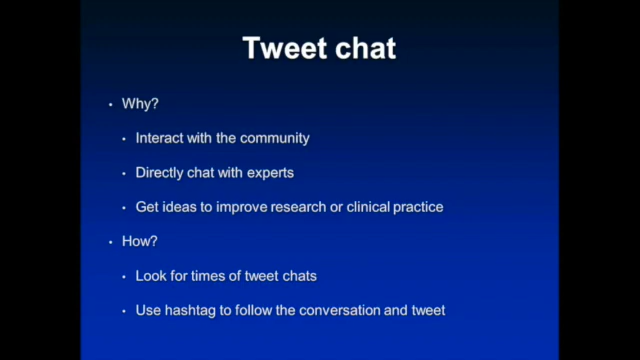 Tweet chat
• Why?
• Interact with the community
• Directly chat with experts
• Get ideas to improve research or clinical practice
• How?
• Look for times of tweet chats
• Use hashtag to follow the conversation and tweet